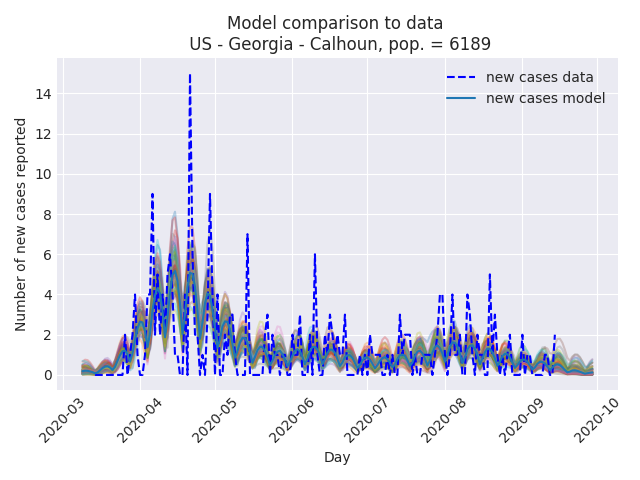 Model comparison to data
US - Georgia - Calhoun, pop. = 6189
new cases data
new cases model
Number of new cases reported
14
12
10
8
6
4
2
0
2020-03
2020-04
2020-05
2020-06
2020-07
2020-08
2020-09
2020-10
Day